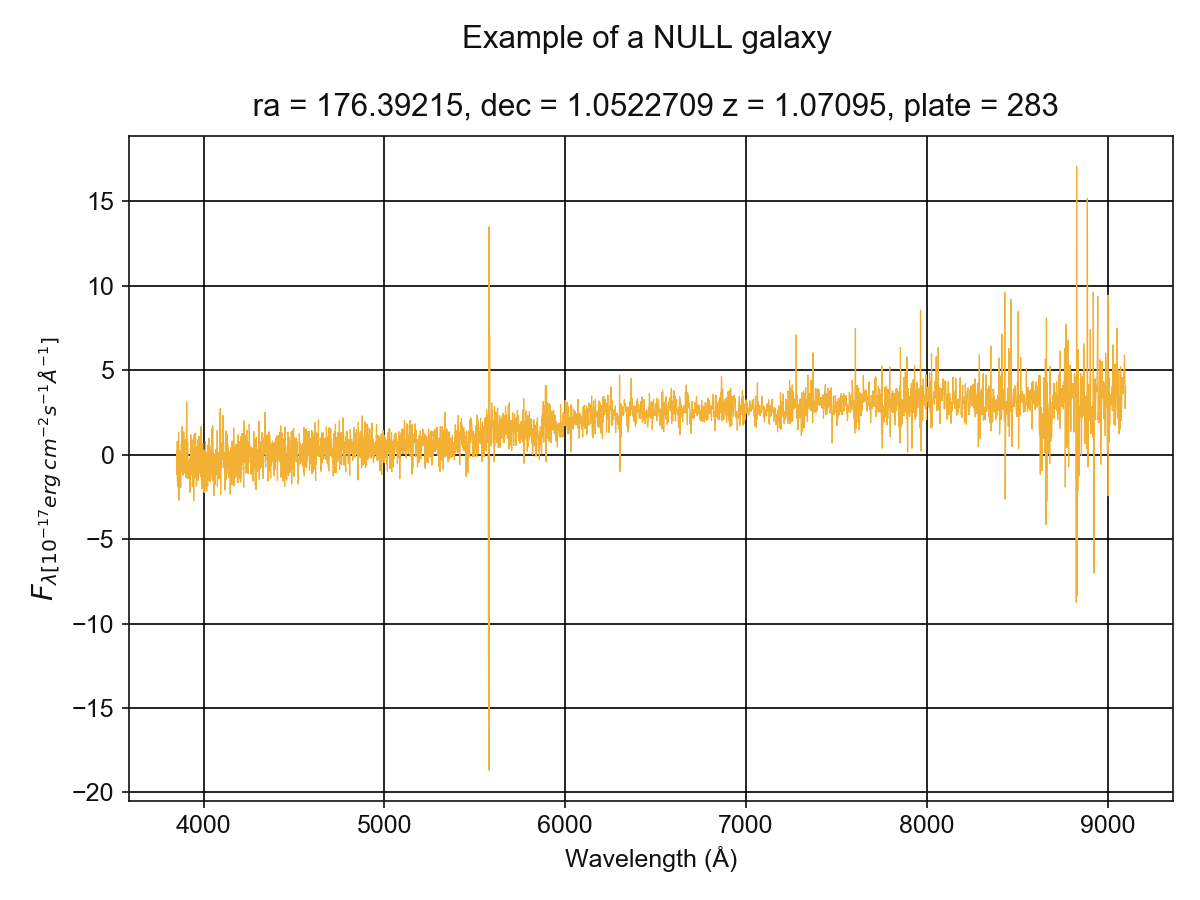 Example of a NULL galaxy
ra = 176.39215, dec = 1.0522709 z = 1.07095, plate = 283
15
10
5
0
−5
−10
−15
−20
F_{λ[10^{−17} erg cm^{−2} s^{−1} Å^{−1}]}
4000 5000 6000 7000 8000 9000
Wavelength (Å)